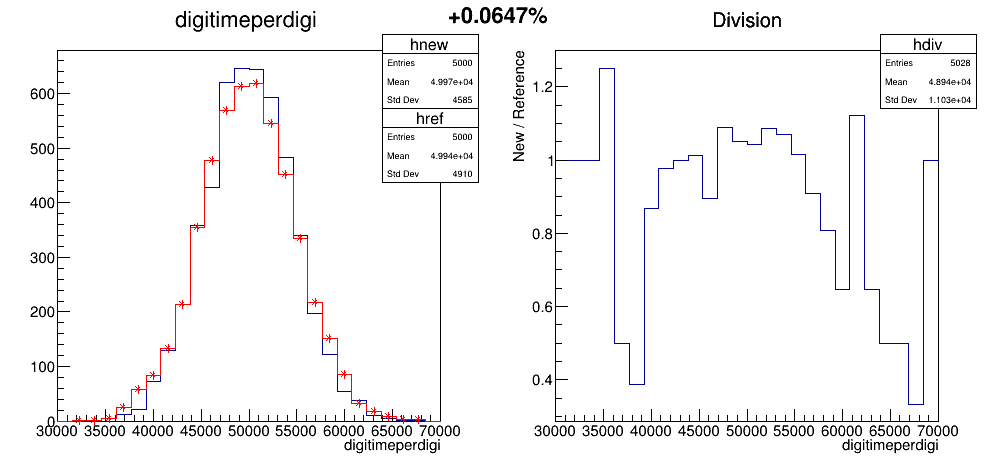 +0.0647%
digitimeperdigi
hnew
Entries 5000
Mean 4.997e+04
Std Dev 4585
href
Entries 5000
Mean 4.994e+04
Std Dev 4910
600
500
400
300
200
100
0
30000 35000 40000 45000 50000 55000 60000 65000 70000
digitimeperdigi
Division
hdiv
Entries 5028
Mean 4.894e+04
Std Dev 1.103e+04
New / Reference
1.2
1
0.8
0.6
0.4
30000 35000 40000 45000 50000 55000 60000 65000 70000
digitimeperdigi